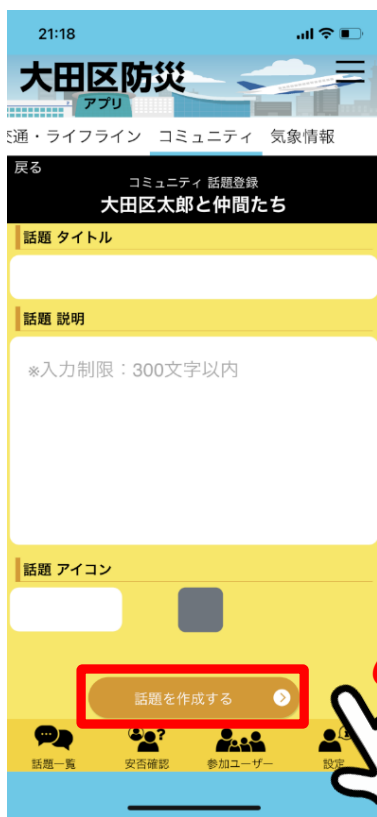 21:18
大田区防災
アプリ
交通・ライフライン コミュニティ 気象情報
戻る
コミュニティ 話題登録
大田区太郎と仲間たち
話題 タイトル
話題 説明
※入力制限：300文字以内
話題 アイコン
話題を作成する
話題一覧 安否確認 参加ユーザー 設定